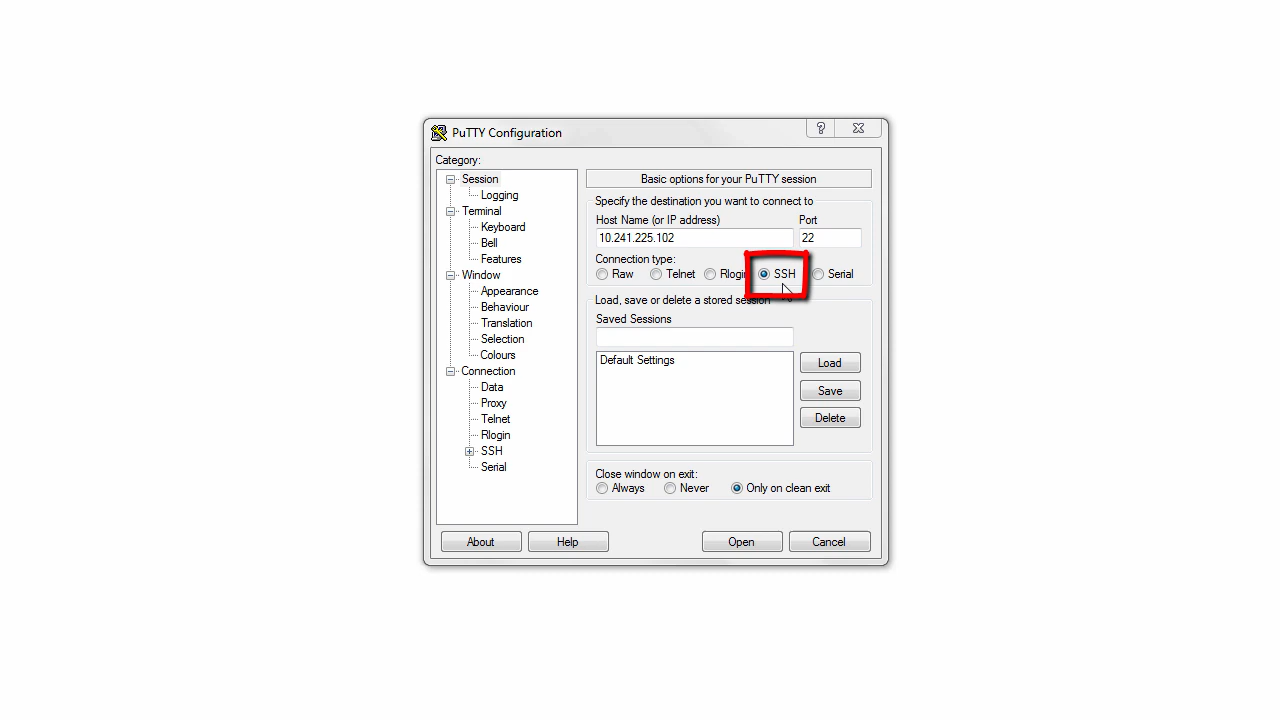 PuTTY Configuration
?
Category:
Session
Logging
Terminal
Keyboard
Bell
Features
Window
Appearance
Behaviour
Translation
Selection
Colours
Connection
Data
Proxy
Telnet
Rlogin
SSH
Serial
Basic options for your PuTTY session
Specify the destination you want to connect to
Host Name (or IP address) Port
10.241.225.102 22
Connection type:
Raw Telnet Rlogin SSH Serial
Load, save or delete a stored session
Saved Sessions
Default Settings
Load
Save
Delete
Close window on exit:
Always Never Only on clean exit
About Help Open Cancel